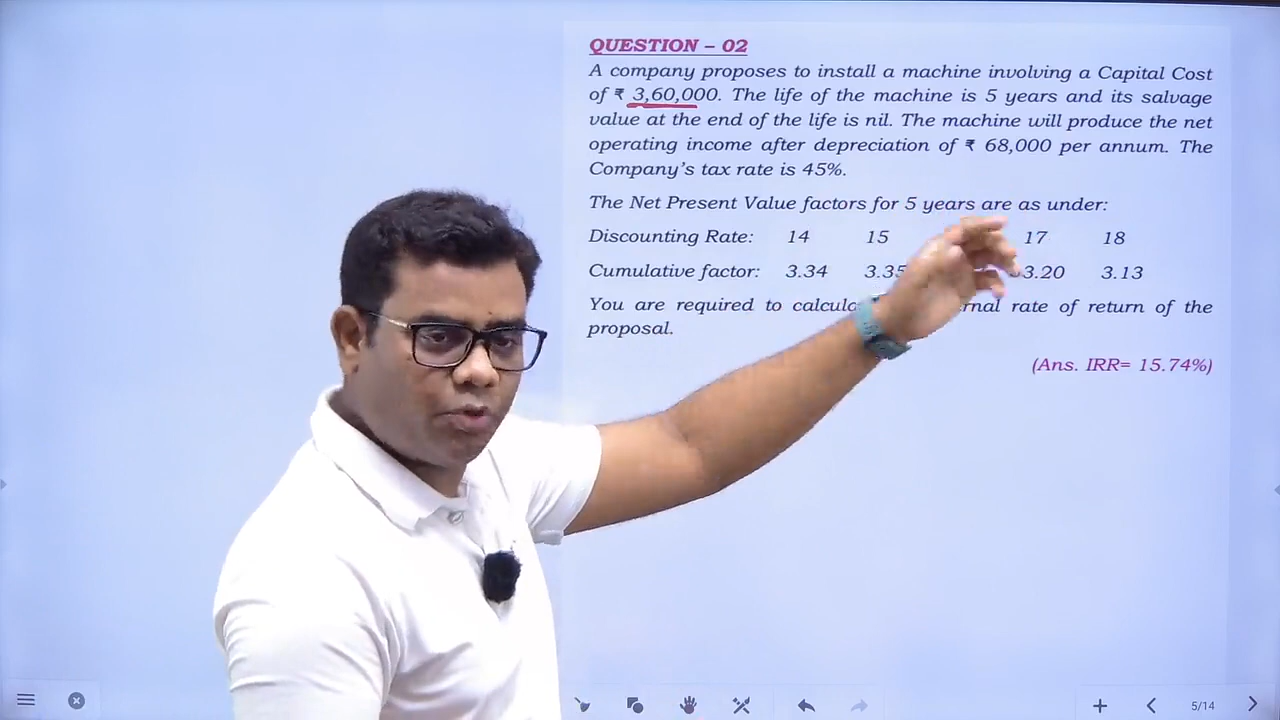 QUESTION – 02
A company proposes to install a machine involving a Capital Cost
of ₹ 3,60,000. The life of the machine is 5 years and its salvage
value at the end of the life is nil. The machine will produce the net
operating income after depreciation of ₹ 68,000 per annum. The
Company's tax rate is 45%.
The Net Present Value factors for 5 years are as under:
Discounting Rate: 14 15 17 18
Cumulative factor: 3.34 3.35 3.20 3.13
You are required to rate of return of the
proposal.
(Ans. IRR= 15.74%)
5/14